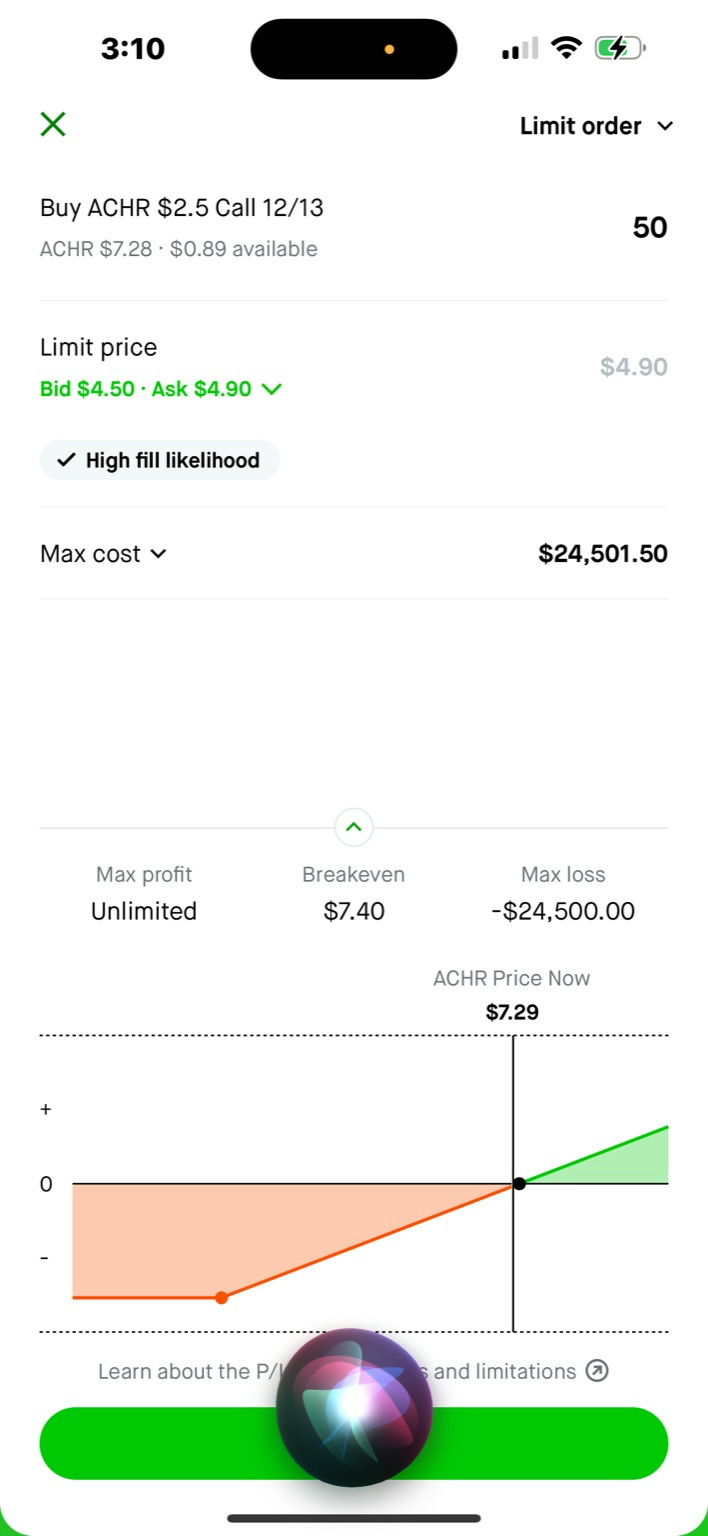 3:10
Limit order
Buy ACHR $2.5 Call 12/13
50
ACHR $7.28 · $0.89 available
Limit price
$4.90
Bid $4.50 · Ask $4.90
High fill likelihood
Max cost
$24,501.50
Max profit
Breakeven
Max loss
Unlimited
$7.40
-$24,500.00
ACHR Price Now
$7.29
+
0
-
Learn about the and limitations